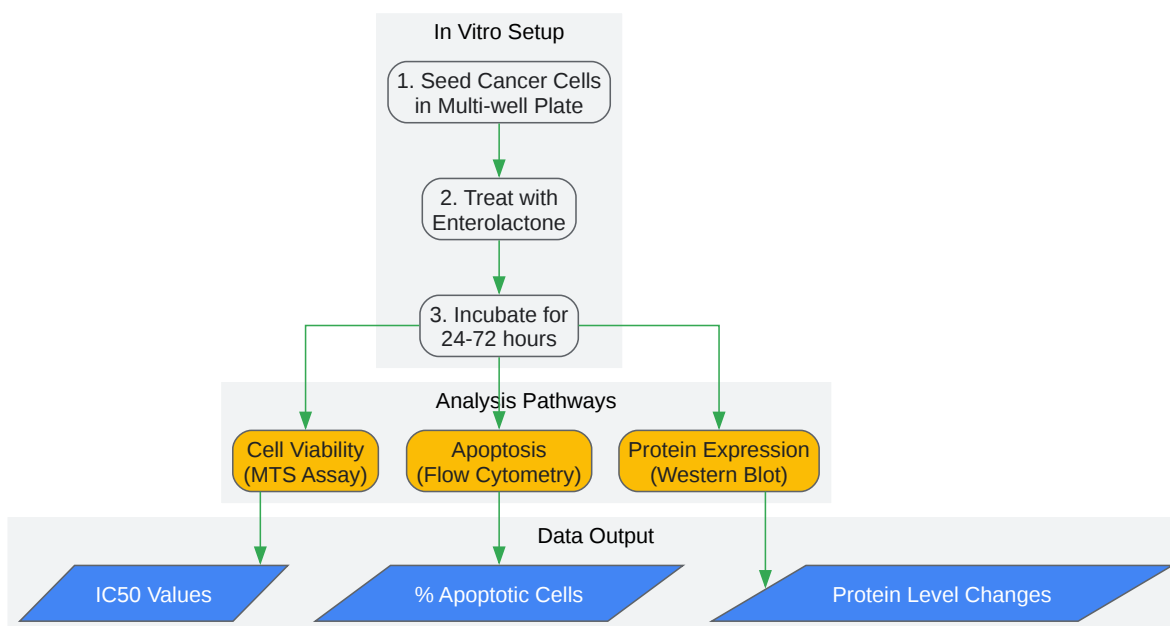 In Vitro Setup
1. Seed Cancer Cells
in Multi-well Plate
2. Treat with
Enterolactone
3. Incubate for
24-72 hours
Analysis Pathways
Cell Viability
(MTS Assay)
Apoptosis
(Flow Cytometry)
Protein Expression
(Western Blot)
Data Output
IC50 Values
% Apoptotic Cells
Protein Level Changes